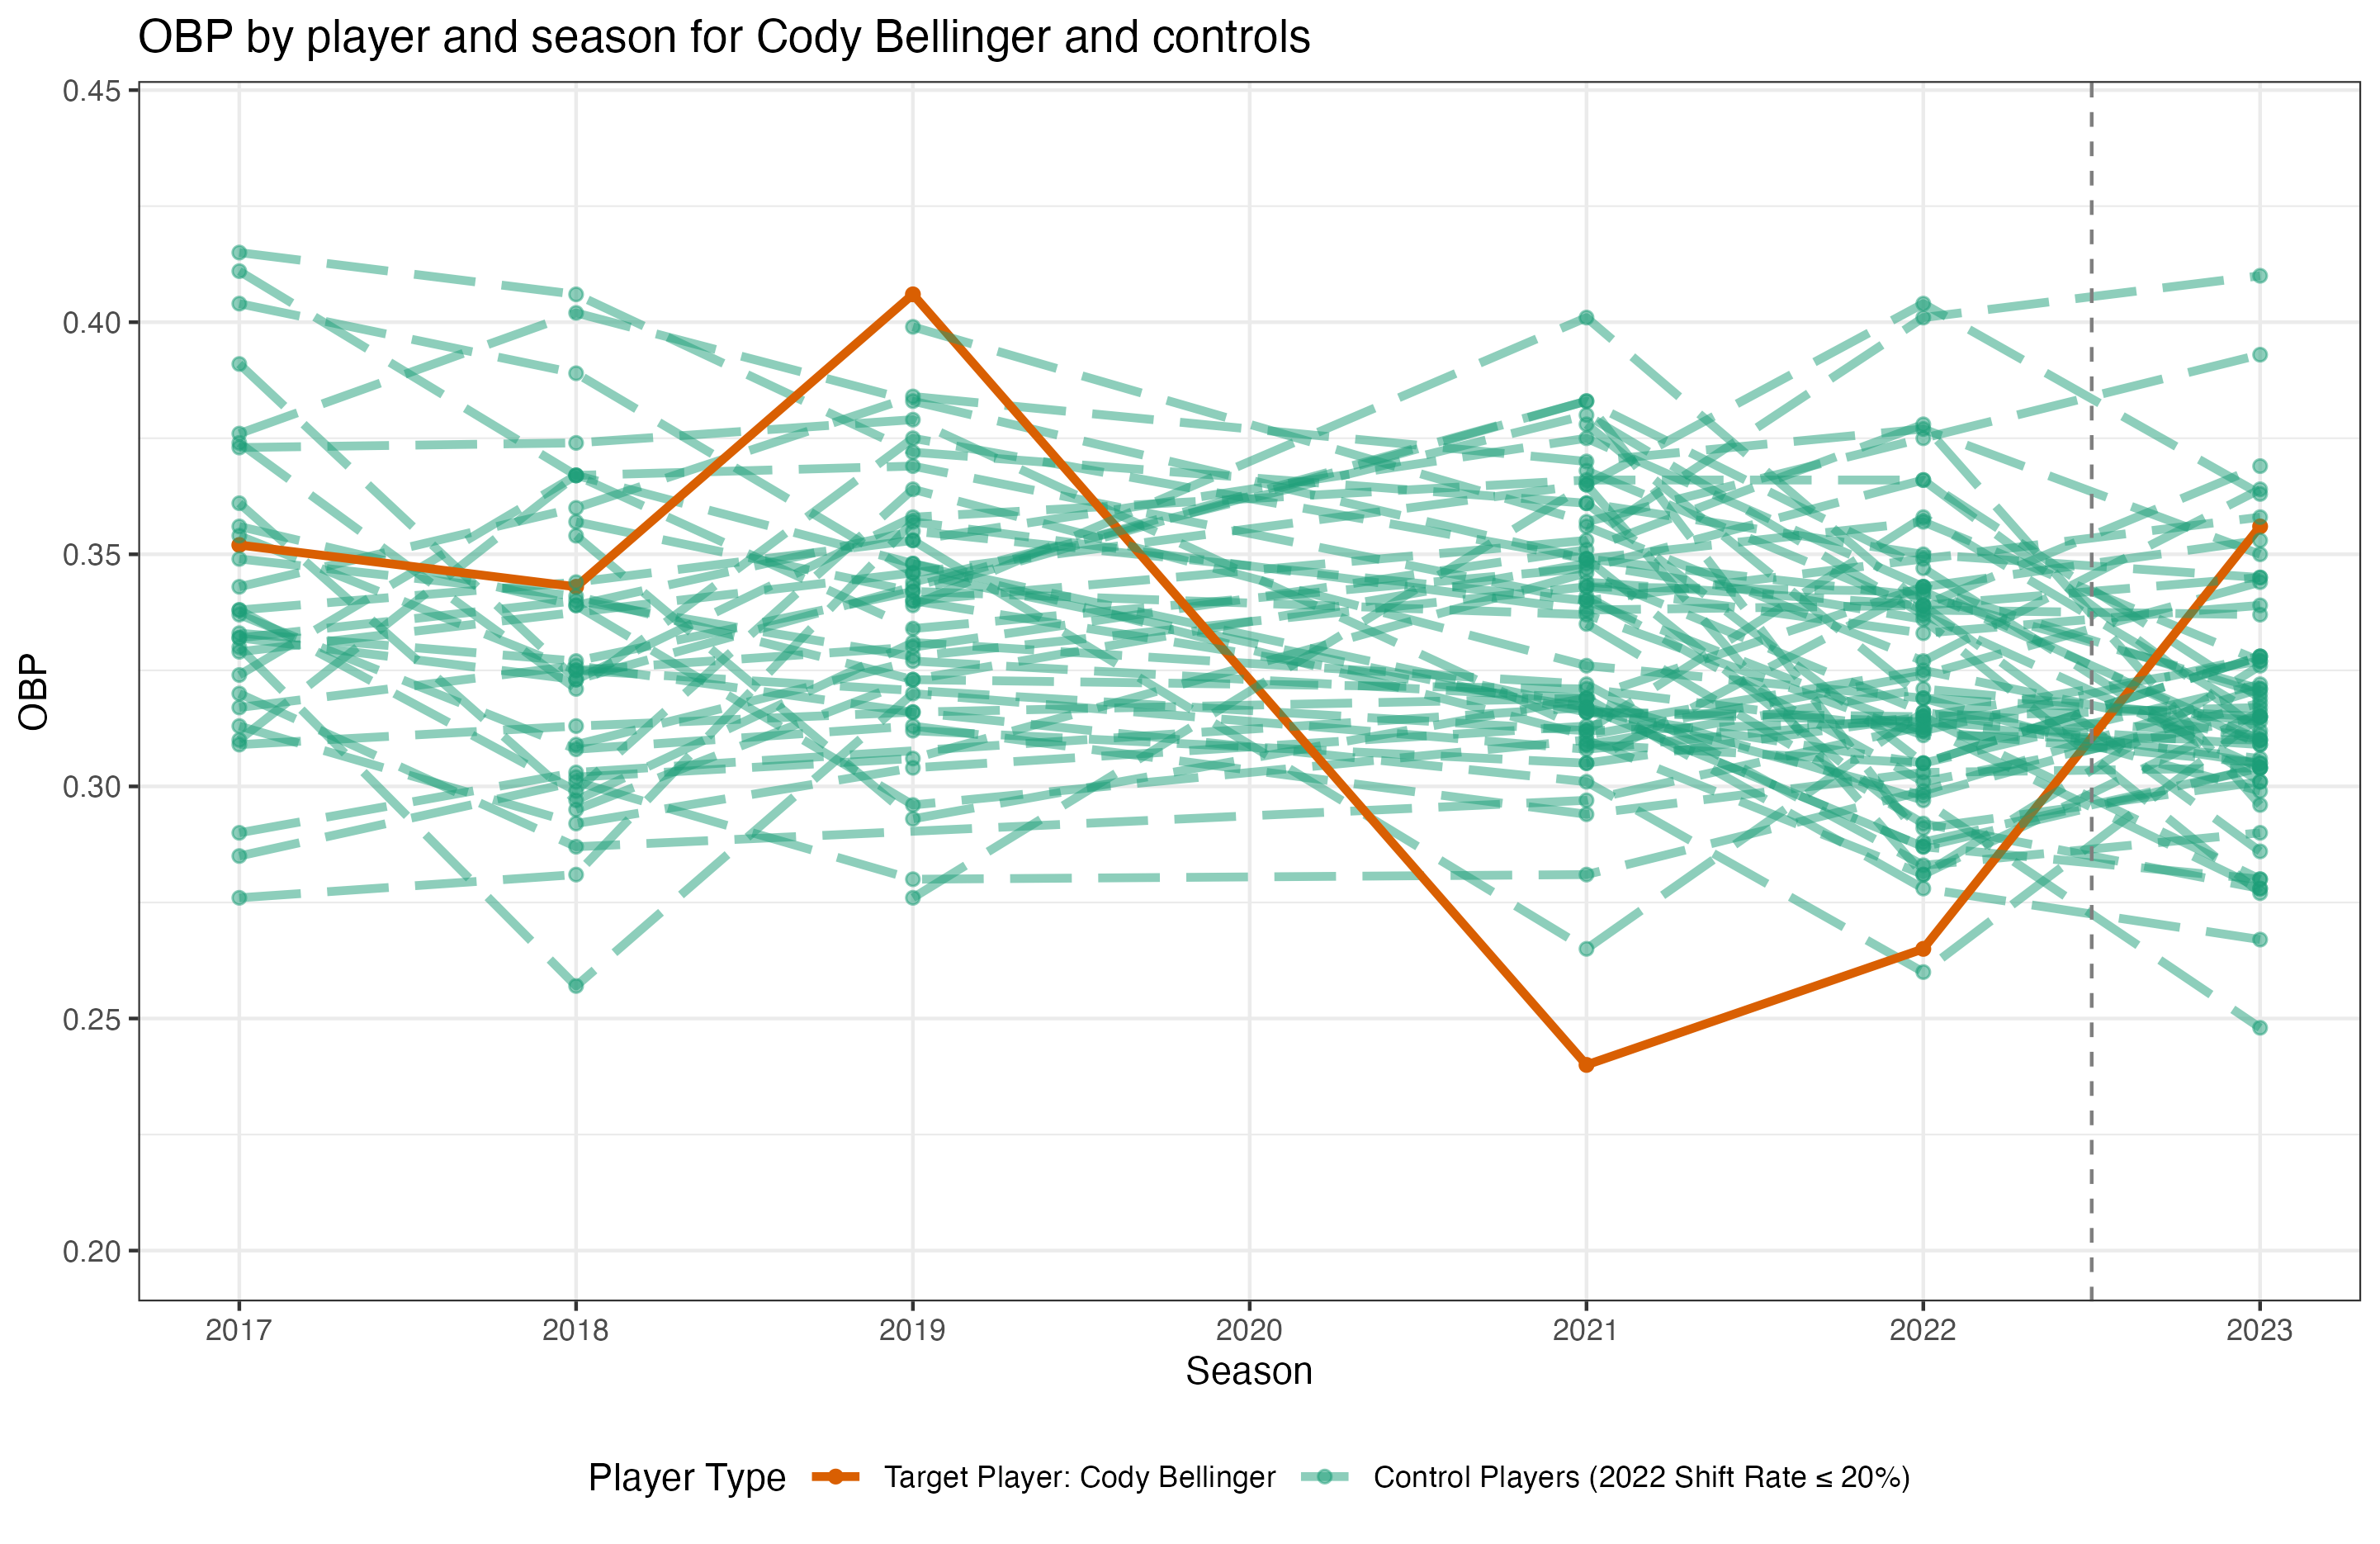 OBP by player and season for Cody Bellinger and controls
OBP
0.45
0.40
0.35
0.30
0.25
0.20
2017 2018 2019 2020 2021 2022 2023
Season
Player Type Target Player: Cody Bellinger Control Players (2022 Shift Rate ≤ 20%)